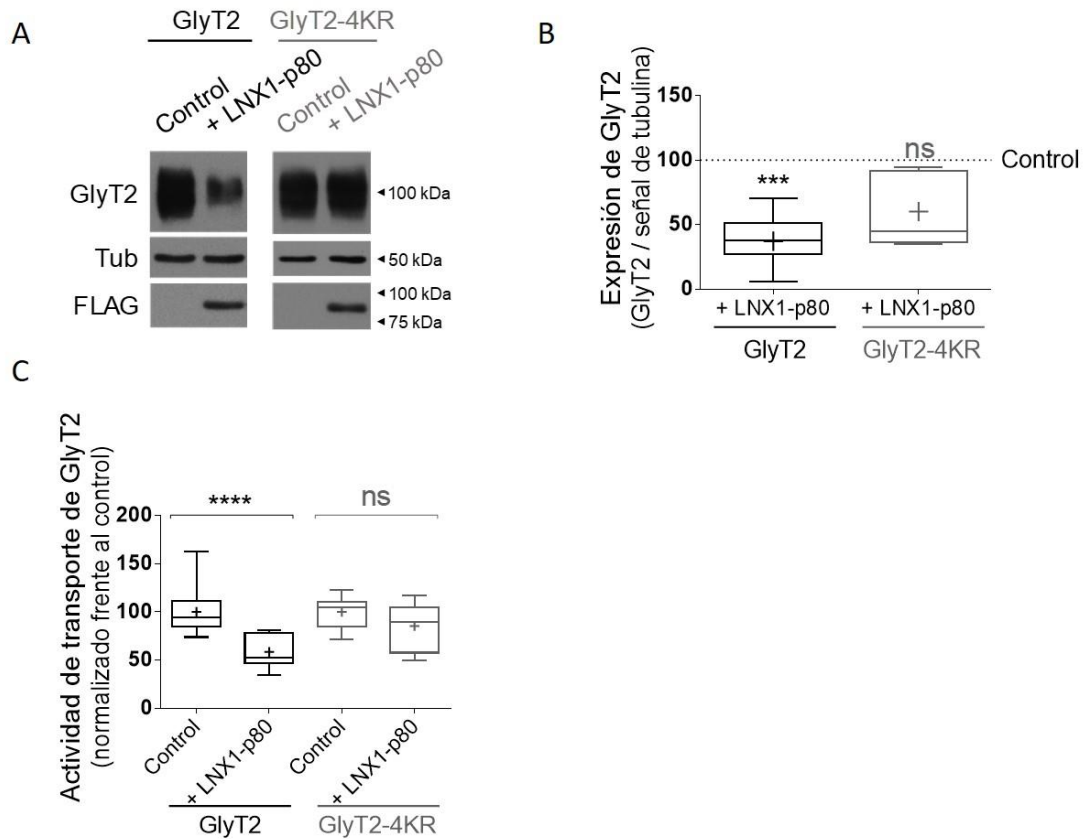 A
GlyT2 GlyT2-4KR
Control + LNX1-p80 Control + LNX1-p80
GlyT2 ◄ 100 kDa
Tub ◄ 50 kDa
FLAG ◄ 100 kDa
◄ 75 kDa
B
Expresión de GlyT2
(GlyT2 / señal de tubulina)
150
100
50
0
*** ns
Control
+ LNX1-p80 + LNX1-p80
GlyT2 GlyT2-4KR
C
Actividad de transporte de GlyT2
(normalizado frente al control)
**** ns
200
150
100
50
0
Control + LNX1-p80 Control + LNX1-p80
GlyT2 GlyT2-4KR